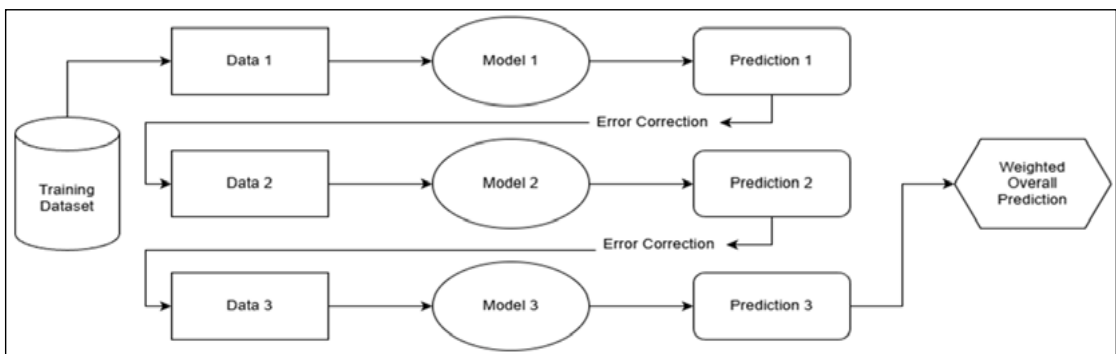 Data 1
Model 1
Prediction 1
Error Correction
Training
Dataset
Data 2
Model 2
Prediction 2
Weighted
Overall
Prediction
Error Correction
Data 3
Model 3
Prediction 3